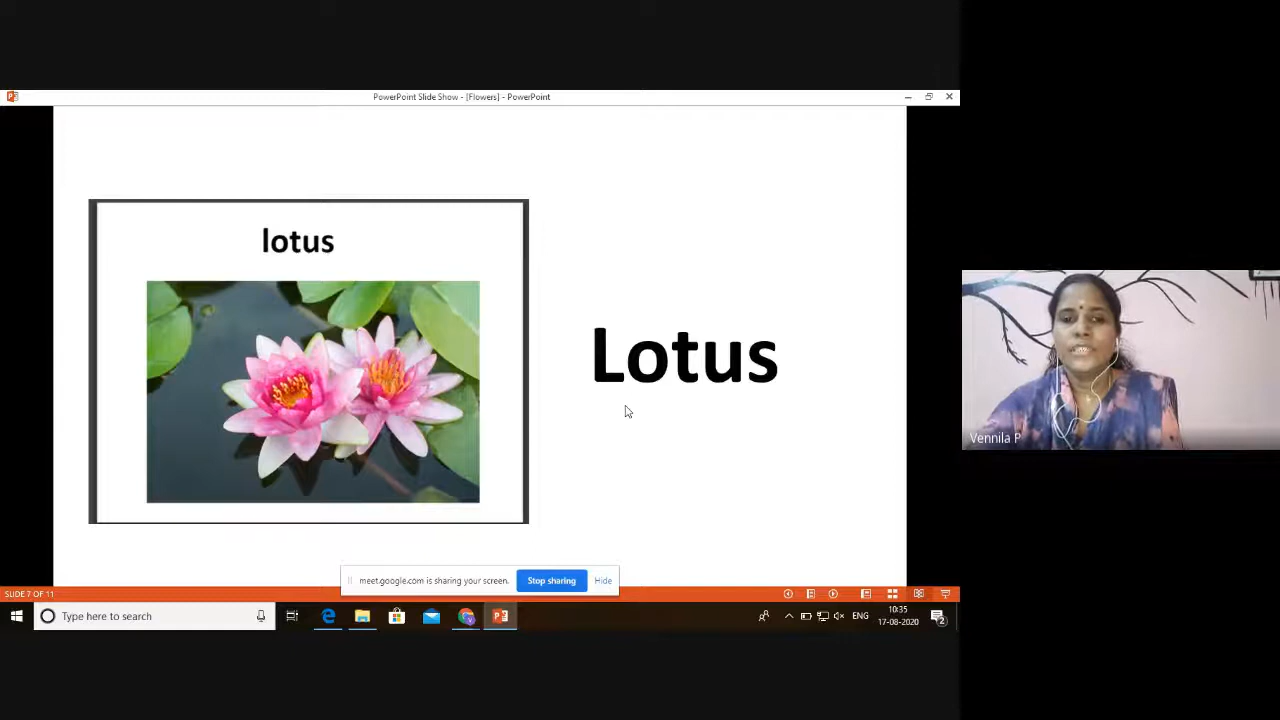 PowerPoint Slide Show - [Flowers] - PowerPoint
lotus
Lotus
Vennila P
meet.google.com is sharing your screen. Stop sharing Hide
SLIDE 7 OF 11
Type here to search
ENG
10:35
17-08-2020
2